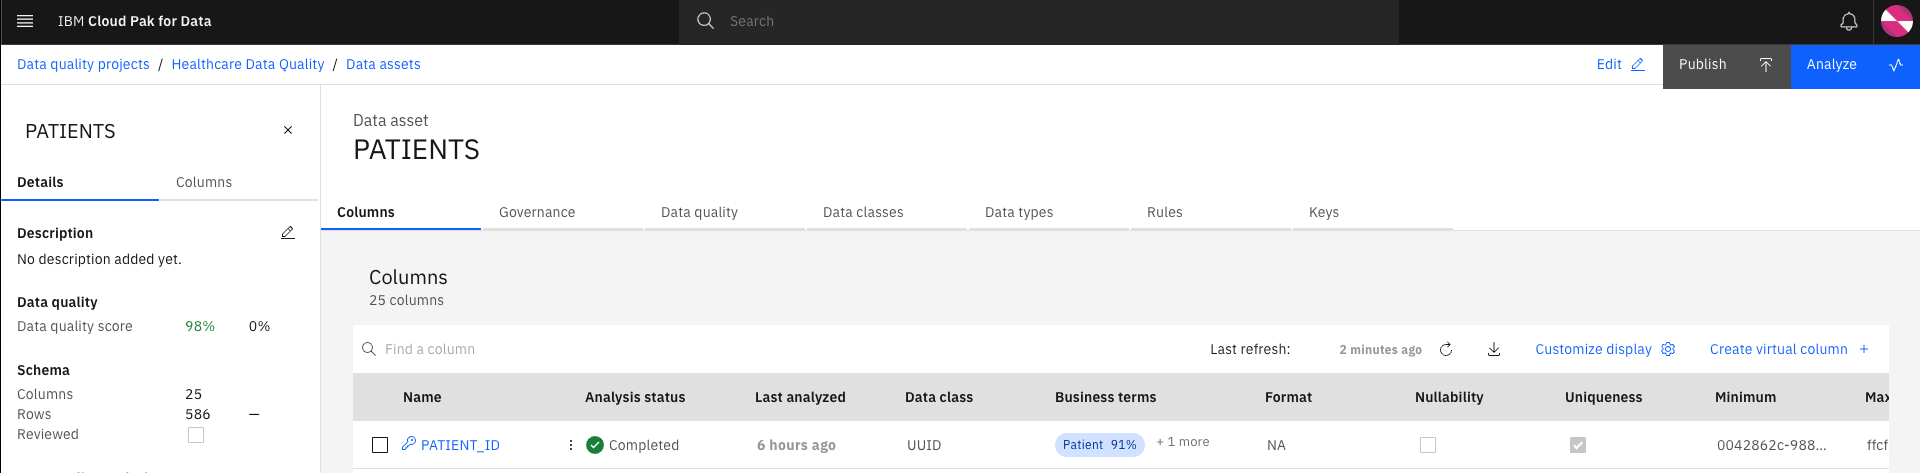 IBM Cloud Pak for Data
Search
Data quality projects / Healthcare Data Quality / Data assets
Edit
Publish
Analyze
PATIENTS
Details
Columns
Description
No description added yet.
Data quality
Data quality score 98% 0%
Schema
Columns 25
Rows 586 —
Reviewed
Data asset
PATIENTS
Columns Governance Data quality Data classes Data types Rules Keys
Columns
25 columns
Find a column
Last refresh: 2 minutes ago
Customize display
Create virtual column +
Name Analysis status Last analyzed Data class Business terms Format Nullability Uniqueness Minimum Max
PATIENT_ID Completed 6 hours ago UUID Patient 91% + 1 more NA 0042862c-988... ffcf